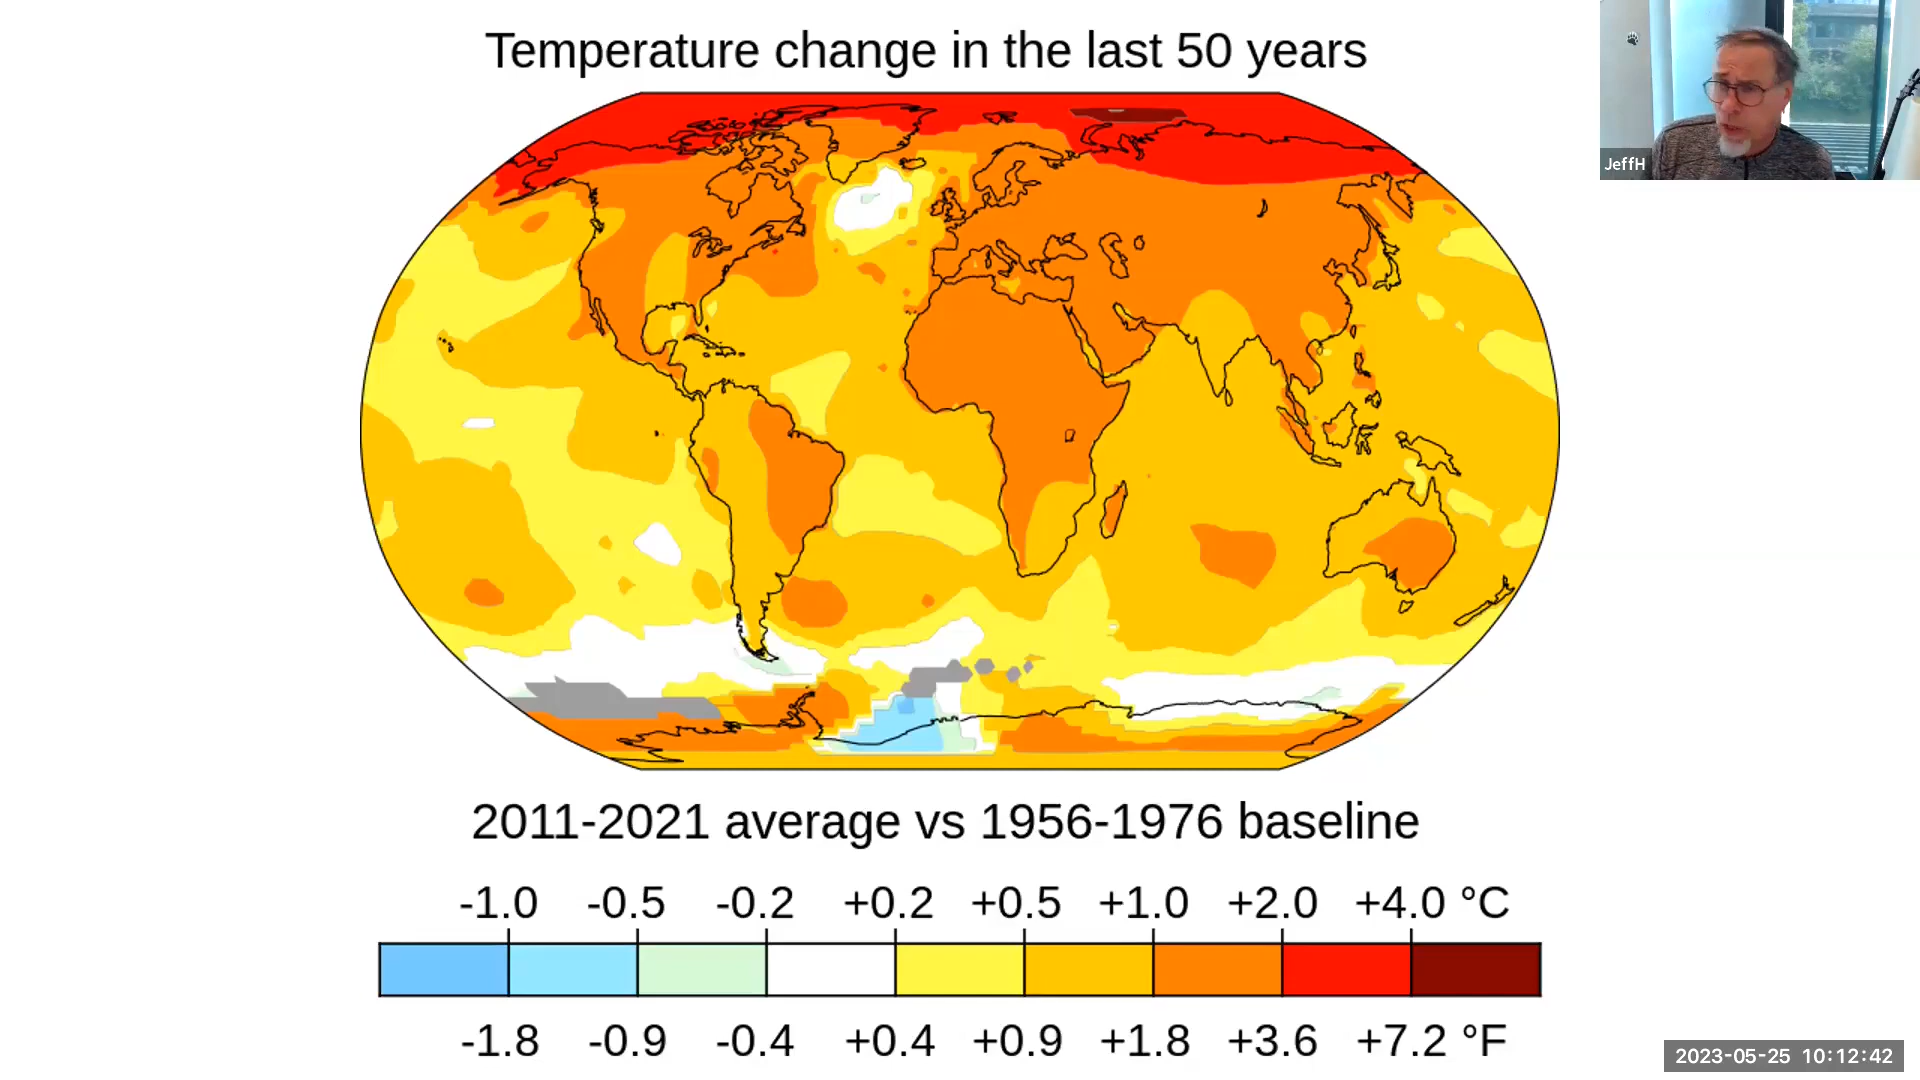 Temperature change in the last 50 years
JeffH
2011-2021 average vs 1956-1976 baseline
-1.0 -0.5 -0.2 +0.2 +0.5 +1.0 +2.0 +4.0 °C
-1.8 -0.9 -0.4 +0.4 +0.9 +1.8 +3.6 +7.2 °F
2023-05-25 10:12:42